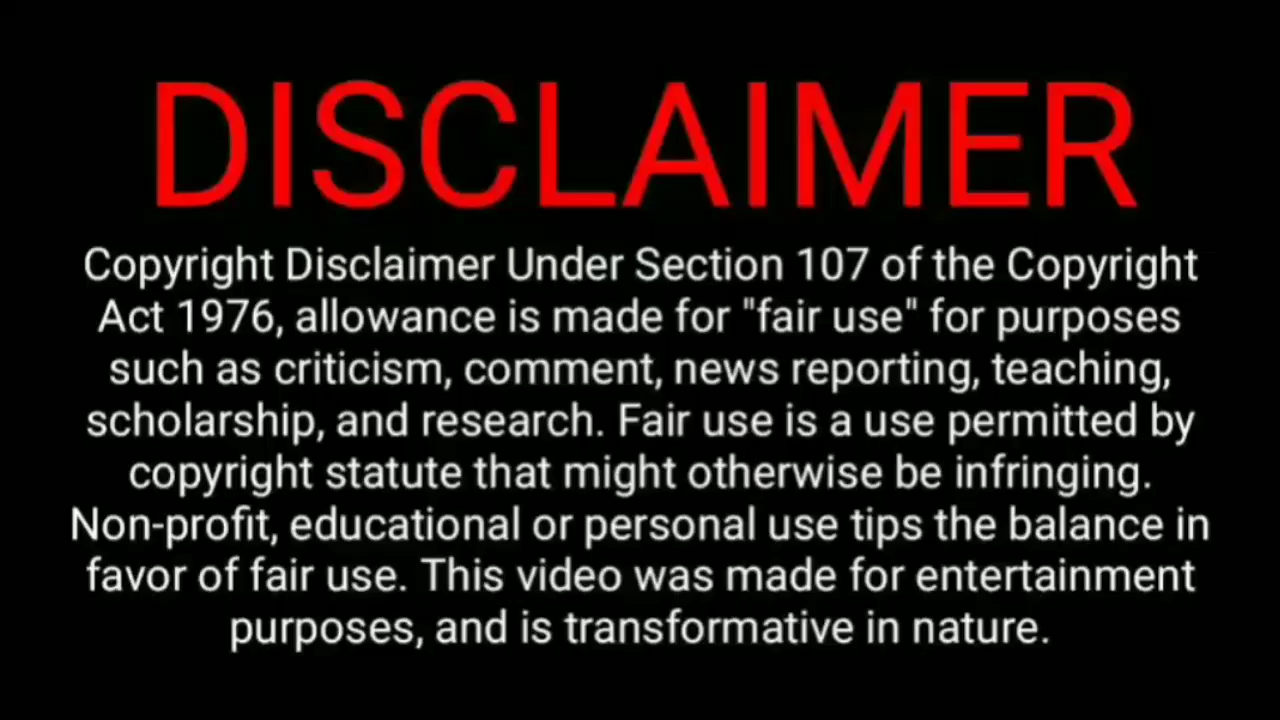 DISCLAIMER
Copyright Disclaimer Under Section 107 of the Copyright
Act 1976, allowance is made for "fair use" for purposes
such as criticism, comment, news reporting, teaching,
scholarship, and research. Fair use is a use permitted by
copyright statute that might otherwise be infringing.
Non-profit, educational or personal use tips the balance in
favor of fair use. This video was made for entertainment
purposes, and is transformative in nature.